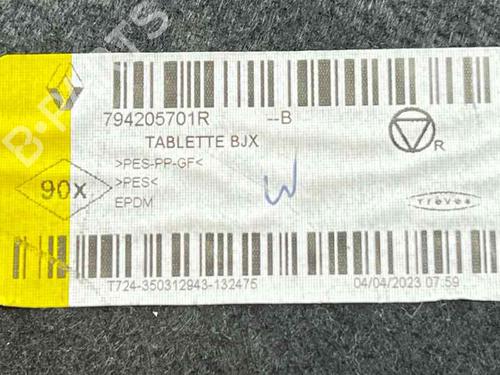 794205701R --B
TABLETTE BJX
R
>PES-PP-GF<
90X
>PES<
EPDM
W
Treves
T724-350312943-132475
04/04/2023 07:59
B-PARTS